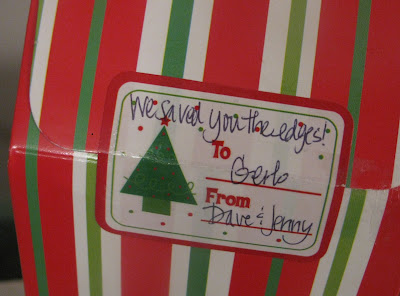 We saved you the edges!
To
Gerb
From
Dave & Jenny